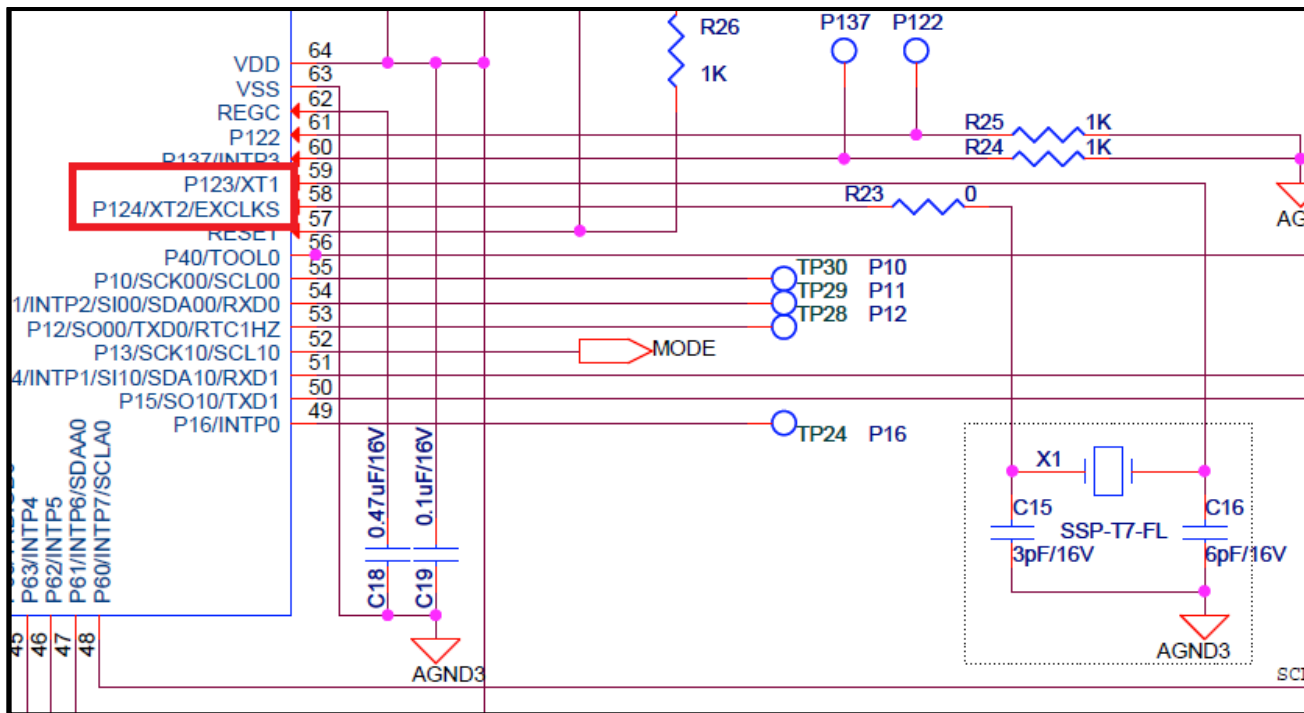 VDD 64
VSS 63
REGC 62
P122 61
P137/INTP3 60
P123/XT1 59
P124/XT2/EXCLKS 58
RESET 57
P40/TOOL0 56
P10/SCK00/SCL00 55
1/INTP2/SI00/SDA00/RXD0 54
P12/SO00/TXD0/RTC1HZ 53
P13/SCK10/SCL10 52
4/INTP1/SI10/SDA10/RXD1 51
P15/SO10/TXD1 50
P16/INTP0 49
R26
1K
P137 P122
R25 1K
R24 1K
R23 0
AG
TP30 P10
TP29 P11
TP28 P12
MODE
TP24 P16
P63/INTP4
P62/INTP5
P61/INTP6/SDAA0
P60/INTP7/SCLA0
45
46
47
48
C18 0.47uF/16V
C19 0.1uF/16V
AGND3
X1
SSP-T7-FL
C15
3pF/16V
C16
6pF/16V
AGND3